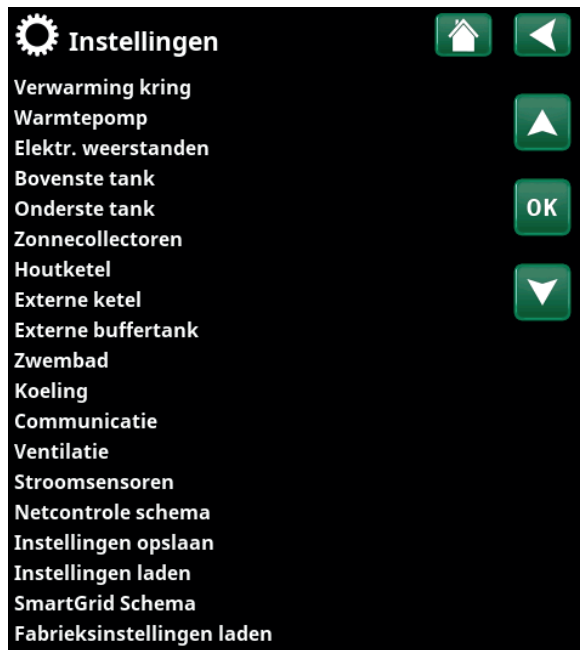 Instellingen
Verwarming kring
Warmtepomp
Elektr. weerstanden
Bovenste tank
Onderste tank
OK
Zonnecollectoren
Houtketel
Externe ketel
Externe buffertank
Zwembad
Koeling
Communicatie
Ventilatie
Stroomsensoren
Netcontrole schema
Instellingen opslaan
Instellingen laden
SmartGrid Schema
Fabrieksinstellingen laden